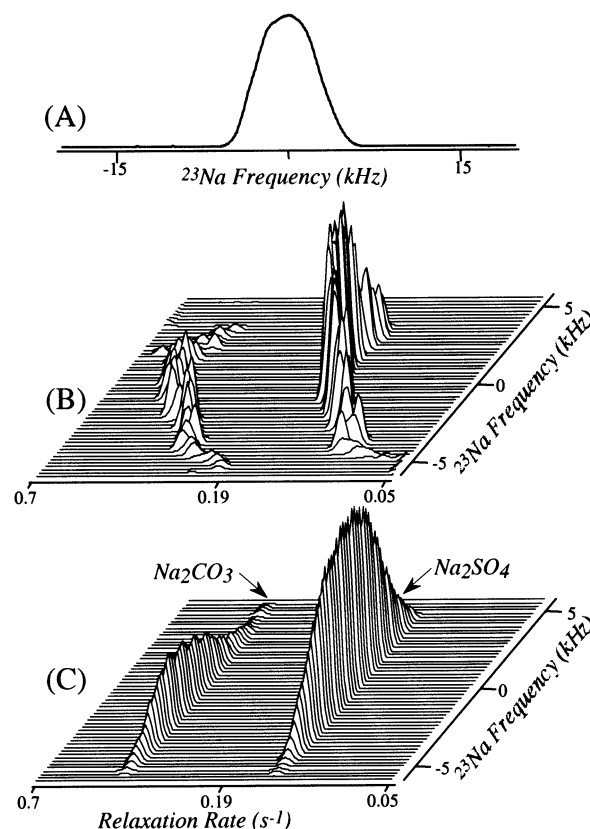 (A)
-15
15
²³Na Frequency (kHz)
(B)
5
0
-5
²³Na Frequency (kHz)
0.7
0.19
0.05
Na₂CO₃
Na₂SO₄
(C)
5
0
-5
²³Na Frequency (kHz)
0.7
0.19
0.05
Relaxation Rate (s⁻¹)